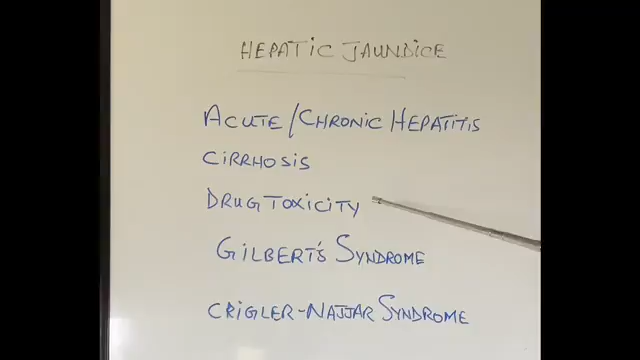 HEPATIC JAUNDICE
ACUTE/CHRONIC HEPATITIS
CIRRHOSIS
DRUG TOXICITY
GILBERT'S SYNDROME
CRIGLER-NAJJAR SYNDROME